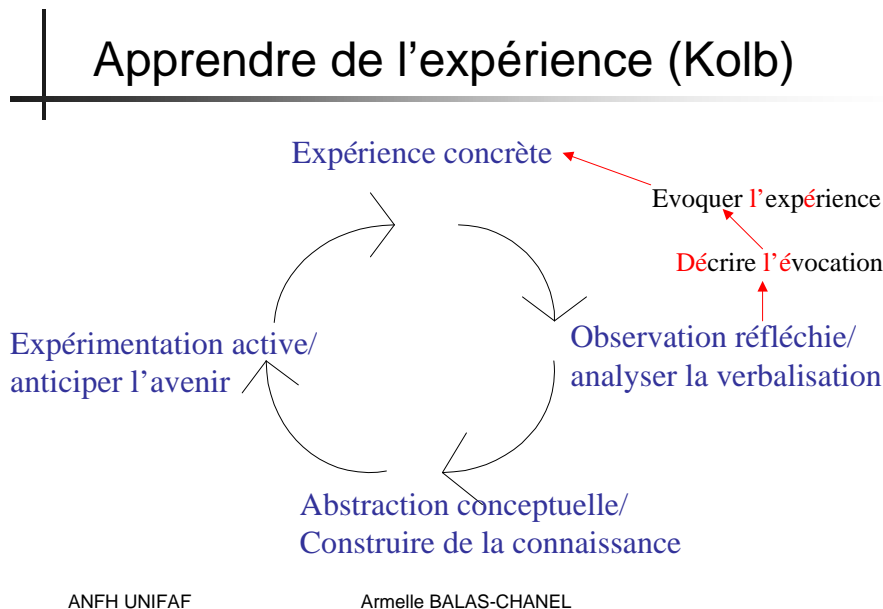 Apprendre de l’expérience (Kolb)
Expérience concrète
Evoquer l’expérience
Décrire l’évocation
Expérimentation active/
anticiper l’avenir
Observation réfléchie/
analyser la verbalisation
Abstraction conceptuelle/
Construire de la connaissance
ANFH UNIFAF
Armelle BALAS-CHANEL